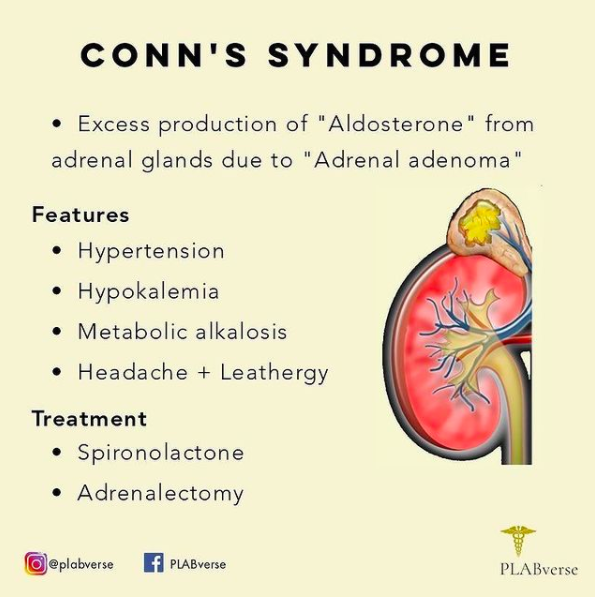 CONN'S SYNDROME
• Excess production of "Aldosterone" from
adrenal glands due to "Adrenal adenoma"
Features
• Hypertension
• Hypokalemia
• Metabolic alkalosis
• Headache + Leathergy
Treatment
• Spironolactone
• Adrenalectomy
@plabverse PLABverse
PLABverse